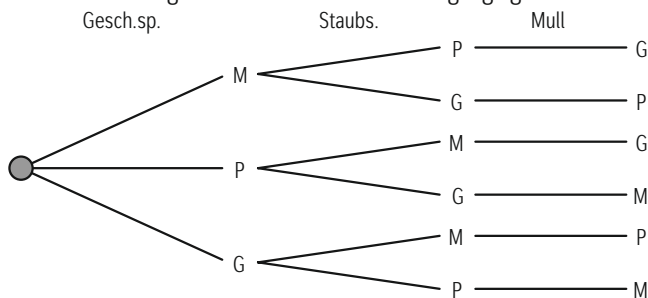 Gesch.sp. Staubs. Mull
P G
M
G P
M G
P
G M
M P
G
P M